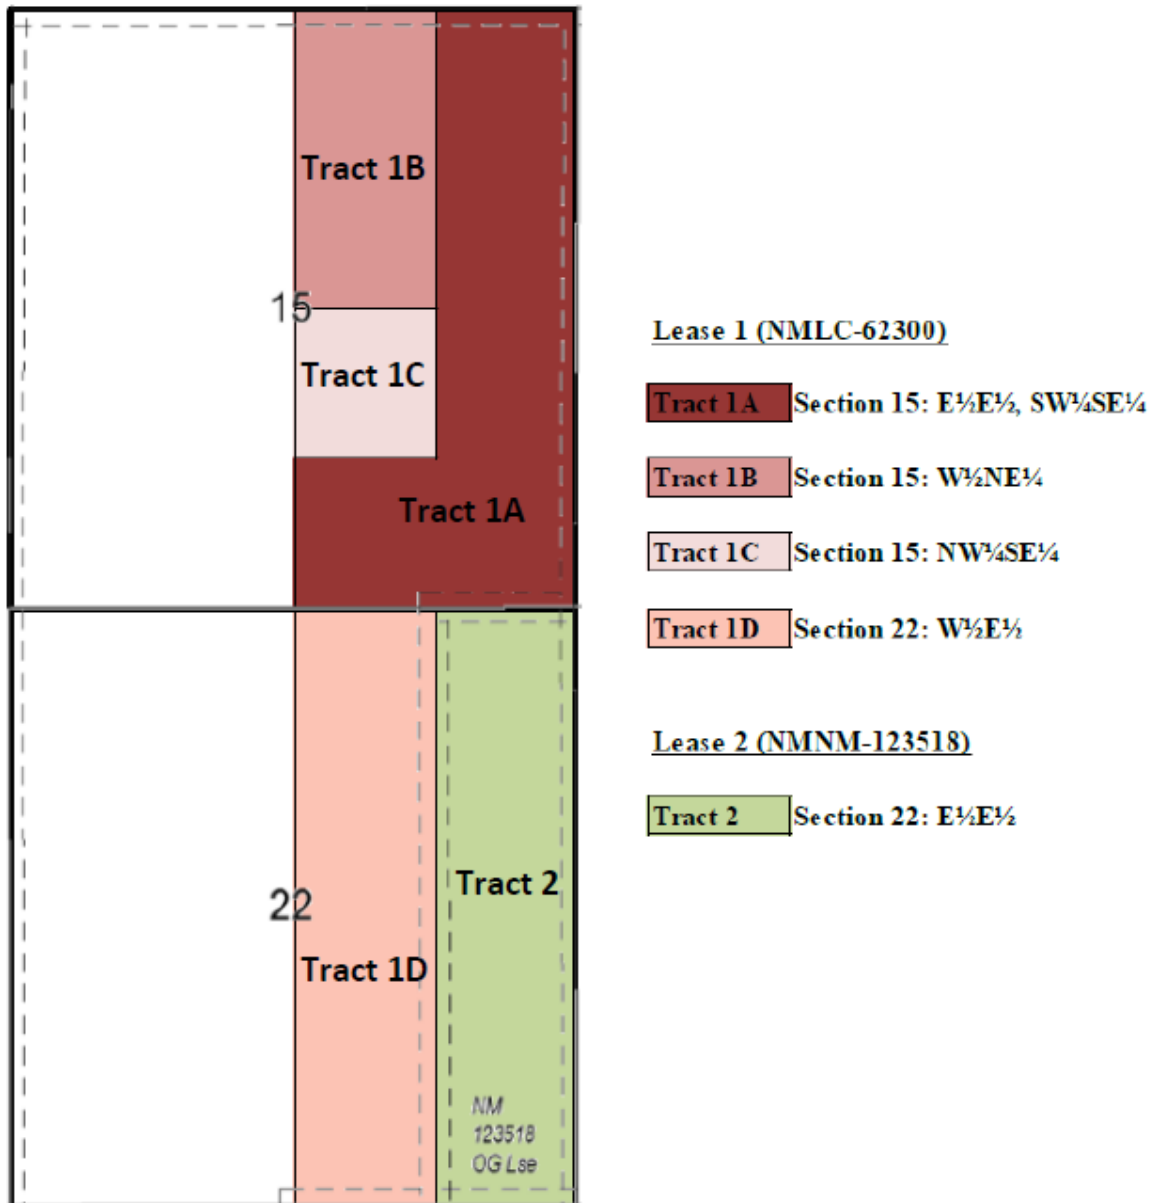 Tract 1B
15
Tract 1C
Tract 1A
22
Tract 2
Tract 1D
NM
123518
OG Lse
Lease 1 (NMLC-62300)
Tract 1A Section 15: E½E½, SW¼SE¼
Tract 1B Section 15: W½NE¼
Tract 1C Section 15: NW¼SE¼
Tract 1D Section 22: W½E½
Lease 2 (NMNM-123518)
Tract 2 Section 22: E½E½